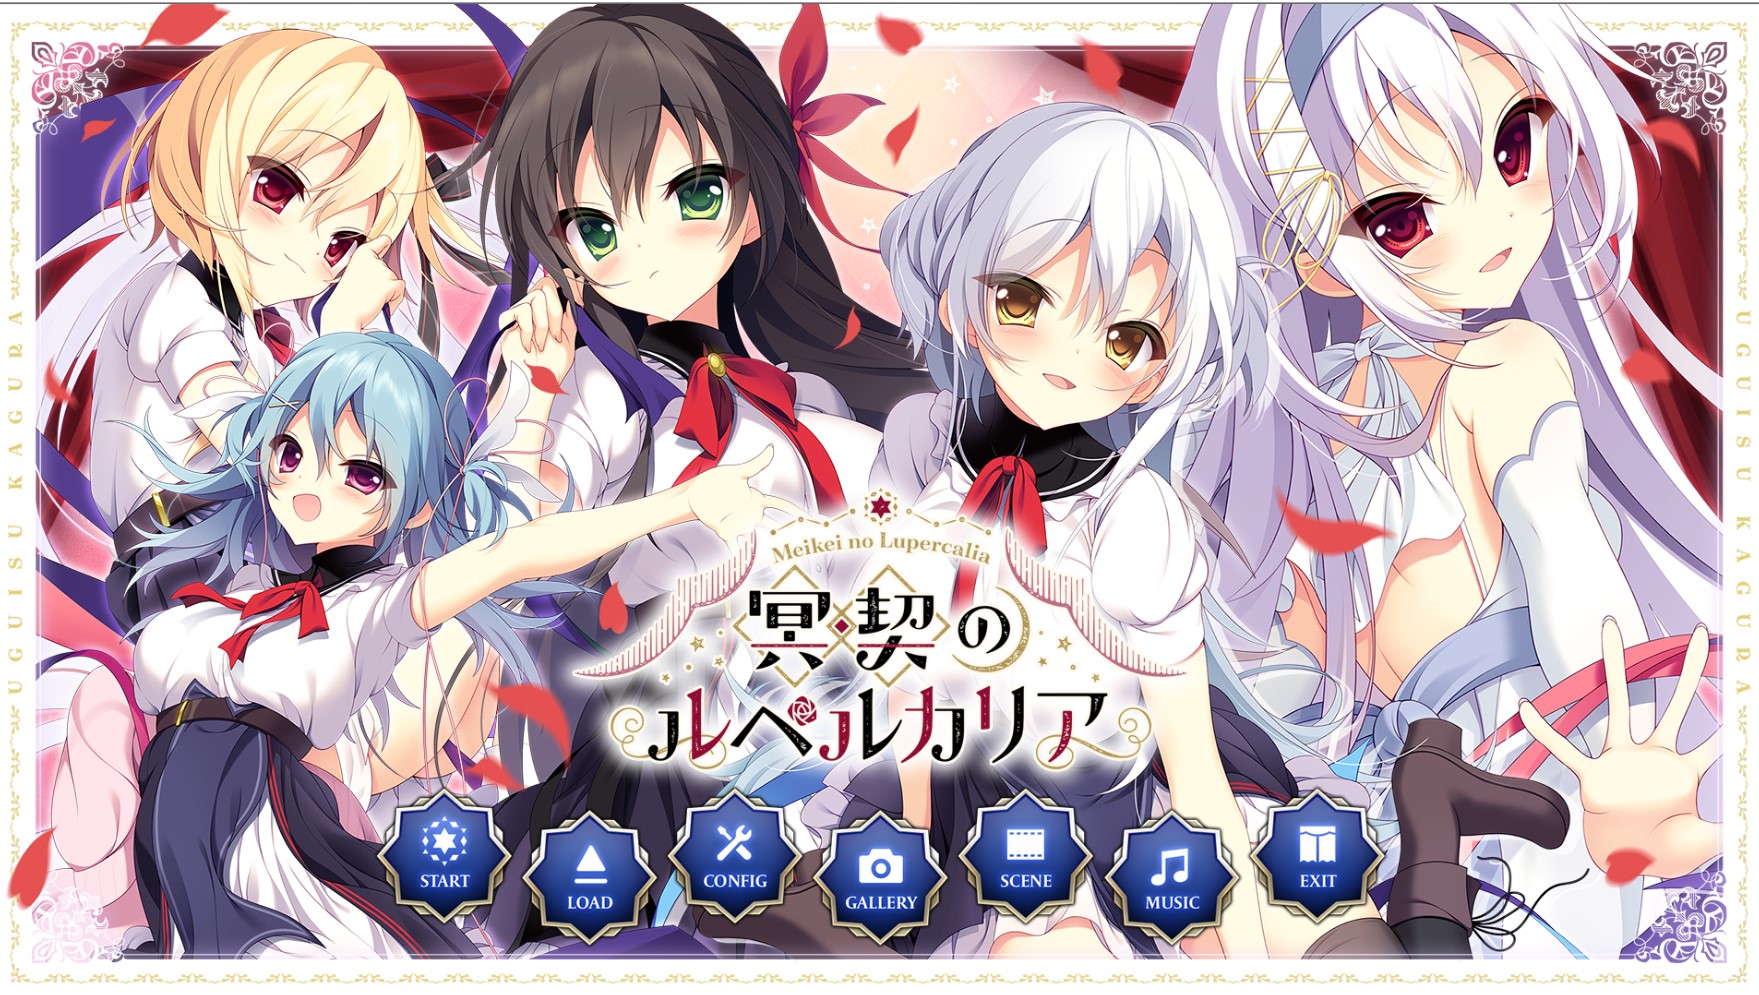 UGUISU KAGURA
UGUISU KAGURA
Meikei no Lupercalia
冥契の
ルペルカリア
START
LOAD
CONFIG
GALLERY
SCENE
MUSIC
EXIT